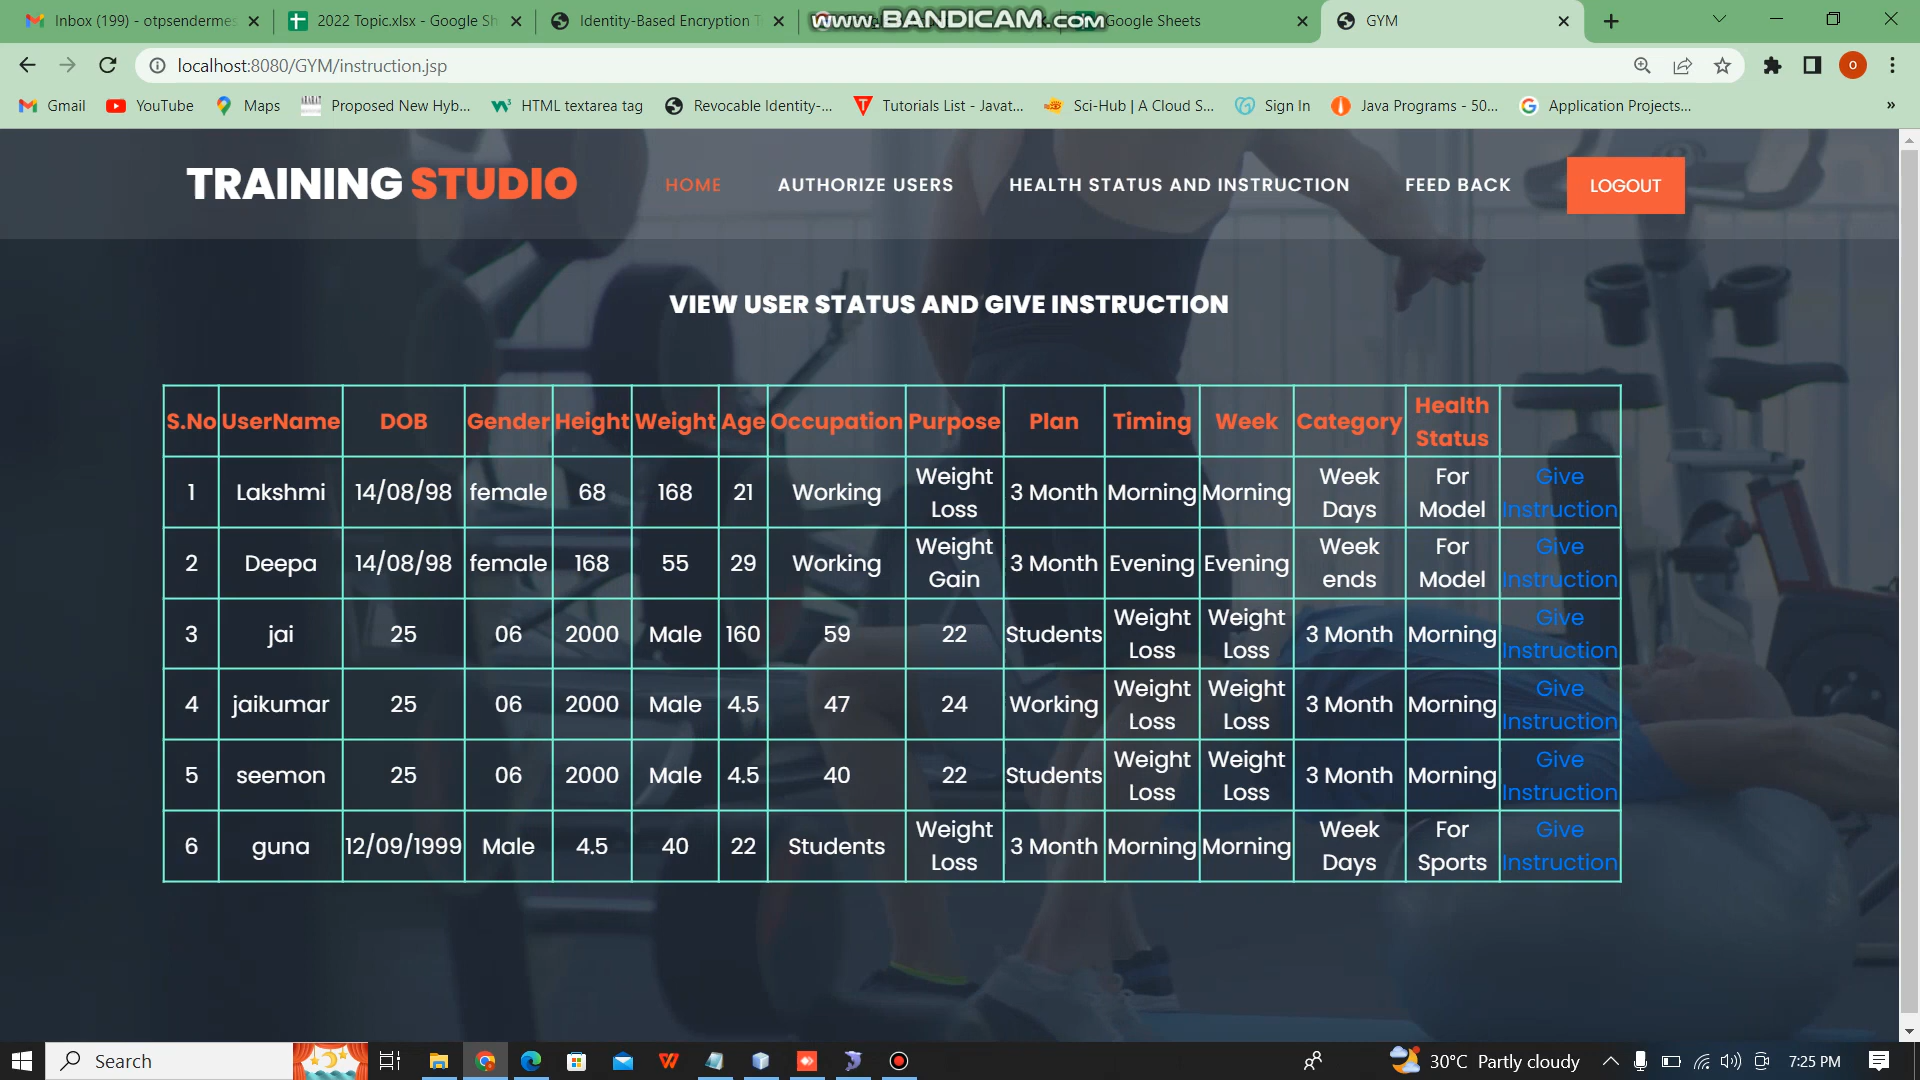 Inbox (199) - otpsendermes
2022 Topic.xlsx - Google Sh
Identity-Based Encryption T
www.BANDICAM.com
Google Sheets
GYM
localhost:8080/GYM/instruction.jsp
O
Gmail
YouTube
Maps
Proposed New Hyb...
HTML textarea tag
Revocable Identity-...
Tutorials List - Javat...
Sci-Hub | A Cloud S...
Sign In
Java Programs - 50...
Application Projects...
»
TRAINING STUDIO
HOME
AUTHORIZE USERS
HEALTH STATUS AND INSTRUCTION
FEED BACK
LOGOUT
VIEW USER STATUS AND GIVE INSTRUCTION
S.No UserName DOB Gender Height Weight Age Occupation Purpose Plan Timing Week Category Health Status
1 Lakshmi 14/08/98 female 68 168 21 Working Weight Loss 3 Month Morning Morning Week Days For Model Give Instruction
2 Deepa 14/08/98 female 168 55 29 Working Weight Gain 3 Month Evening Evening Week ends For Model Give Instruction
3 jai 25 06 2000 Male 160 59 22 Students Weight Loss Weight Loss 3 Month Morning Give Instruction
4 jaikumar 25 06 2000 Male 4.5 47 24 Working Weight Loss Weight Loss 3 Month Morning Give Instruction
5 seemon 25 06 2000 Male 4.5 40 22 Students Weight Loss Weight Loss 3 Month Morning Give Instruction
6 guna 12/09/1999 Male 4.5 40 22 Students Weight Loss 3 Month Morning Morning Week Days For Sports Give Instruction
Search
30°C Partly cloudy
7:25 PM